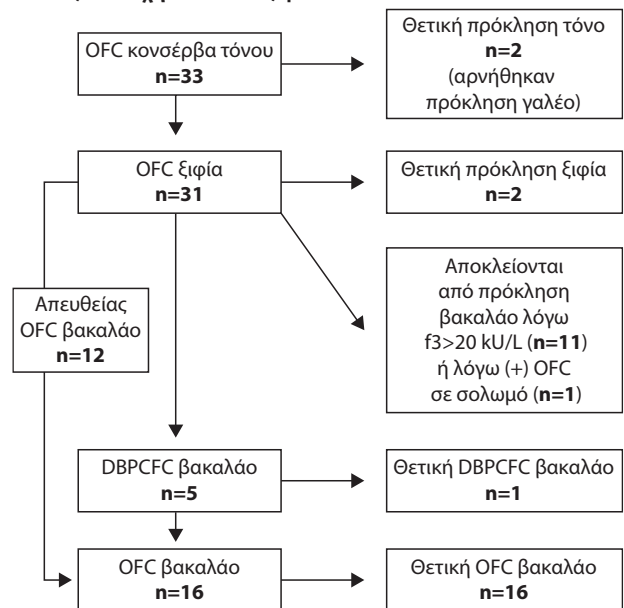 OFC κονσέρβα τόνου
n=33
Θετική πρόκληση τόνο
n=2
(αρνήθηκαν
πρόκληση γαλέο)
OFC ξιφία
n=31
Θετική πρόκληση ξιφία
n=2
Απευθείας
OFC βακαλάο
n=12
Αποκλείονται
από πρόκληση
βακαλάο λόγω
f3>20 kU/L (n=11)
ή λόγω (+) OFC
σε σολωμό (n=1)
DBPCFC βακαλάο
n=5
Θετική DBPCFC βακαλάο
n=1
OFC βακαλάο
n=16
Θετική OFC βακαλάο
n=16